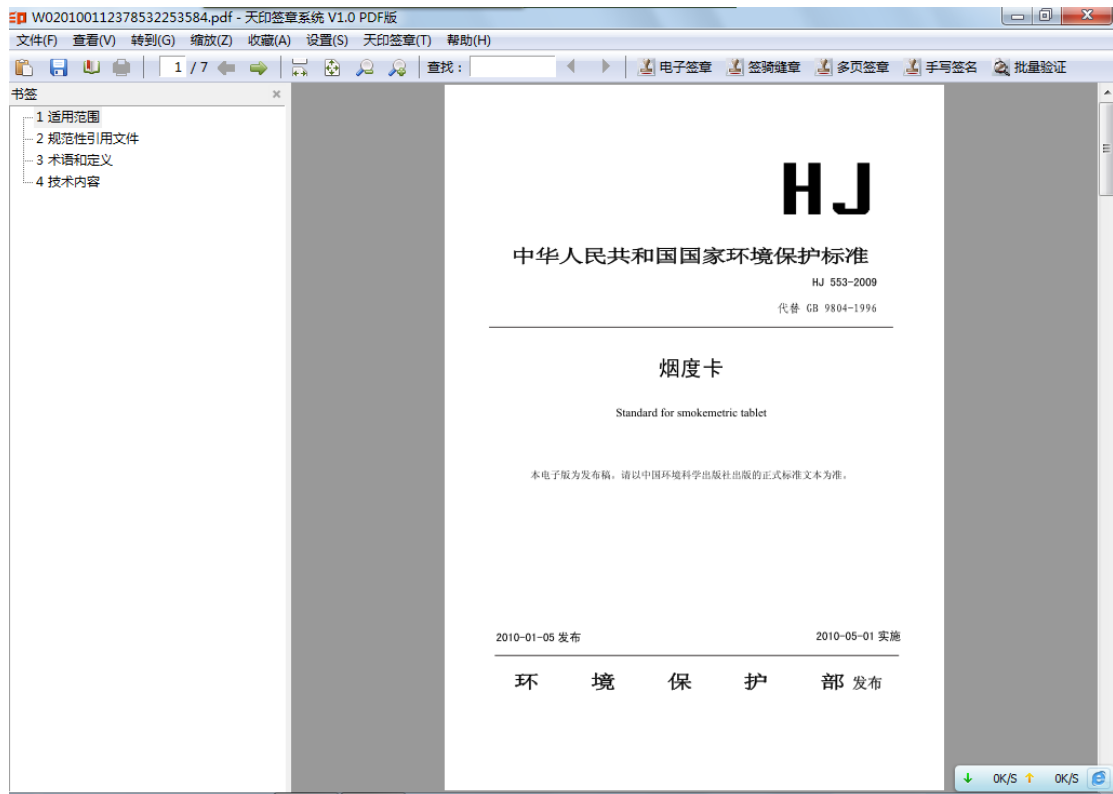 W020100112378532253584.pdf - 天印签章系统 V1.0 PDF版
文件(F) 查看(V) 转到(G) 缩放(Z) 收藏(A) 设置(S) 天印签章(T) 帮助(H)
1 / 7 查找： 电子签章 签骑缝章 多页签章 手写签名 批量验证
书签
1 适用范围
2 规范性引用文件
3 术语和定义
4 技术内容
HJ
中华人民共和国国家环境保护标准
HJ 553-2009
代替 GB 9804-1996
烟度卡
Standard for smokemetric tablet
本电子版为发布稿。请以中国环境科学出版社出版的正式标准文本为准。
2010-01-05 发布 2010-05-01 实施
环 境 保 护 部 发布
0K/S 0K/S